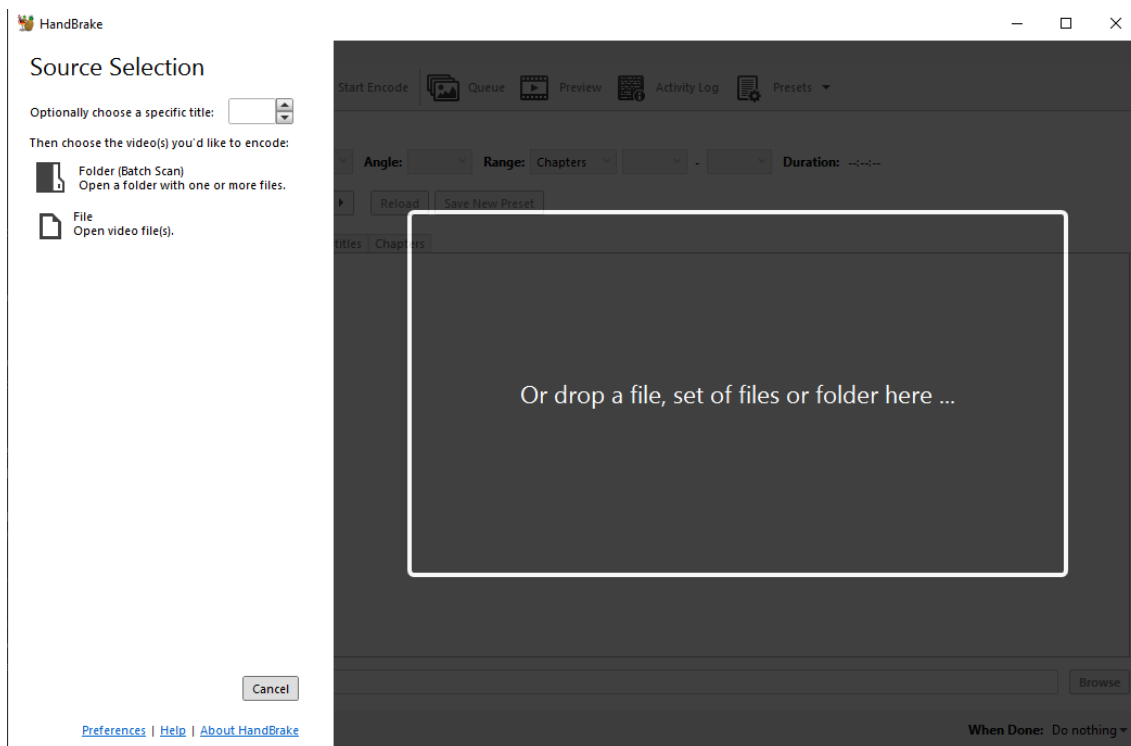 HandBrake
Source Selection
Optionally choose a specific title:
Then choose the video(s) you'd like to encode:
Folder (Batch Scan)
Open a folder with one or more files.
File
Open video file(s).
Start Encode Queue Preview Activity Log Presets
Angle: Range: Chapters - Duration: --:--:--
Reload Save New Preset
titles Chapters
Or drop a file, set of files or folder here ...
Cancel
Browse
Preferences | Help | About HandBrake
When Done: Do nothing